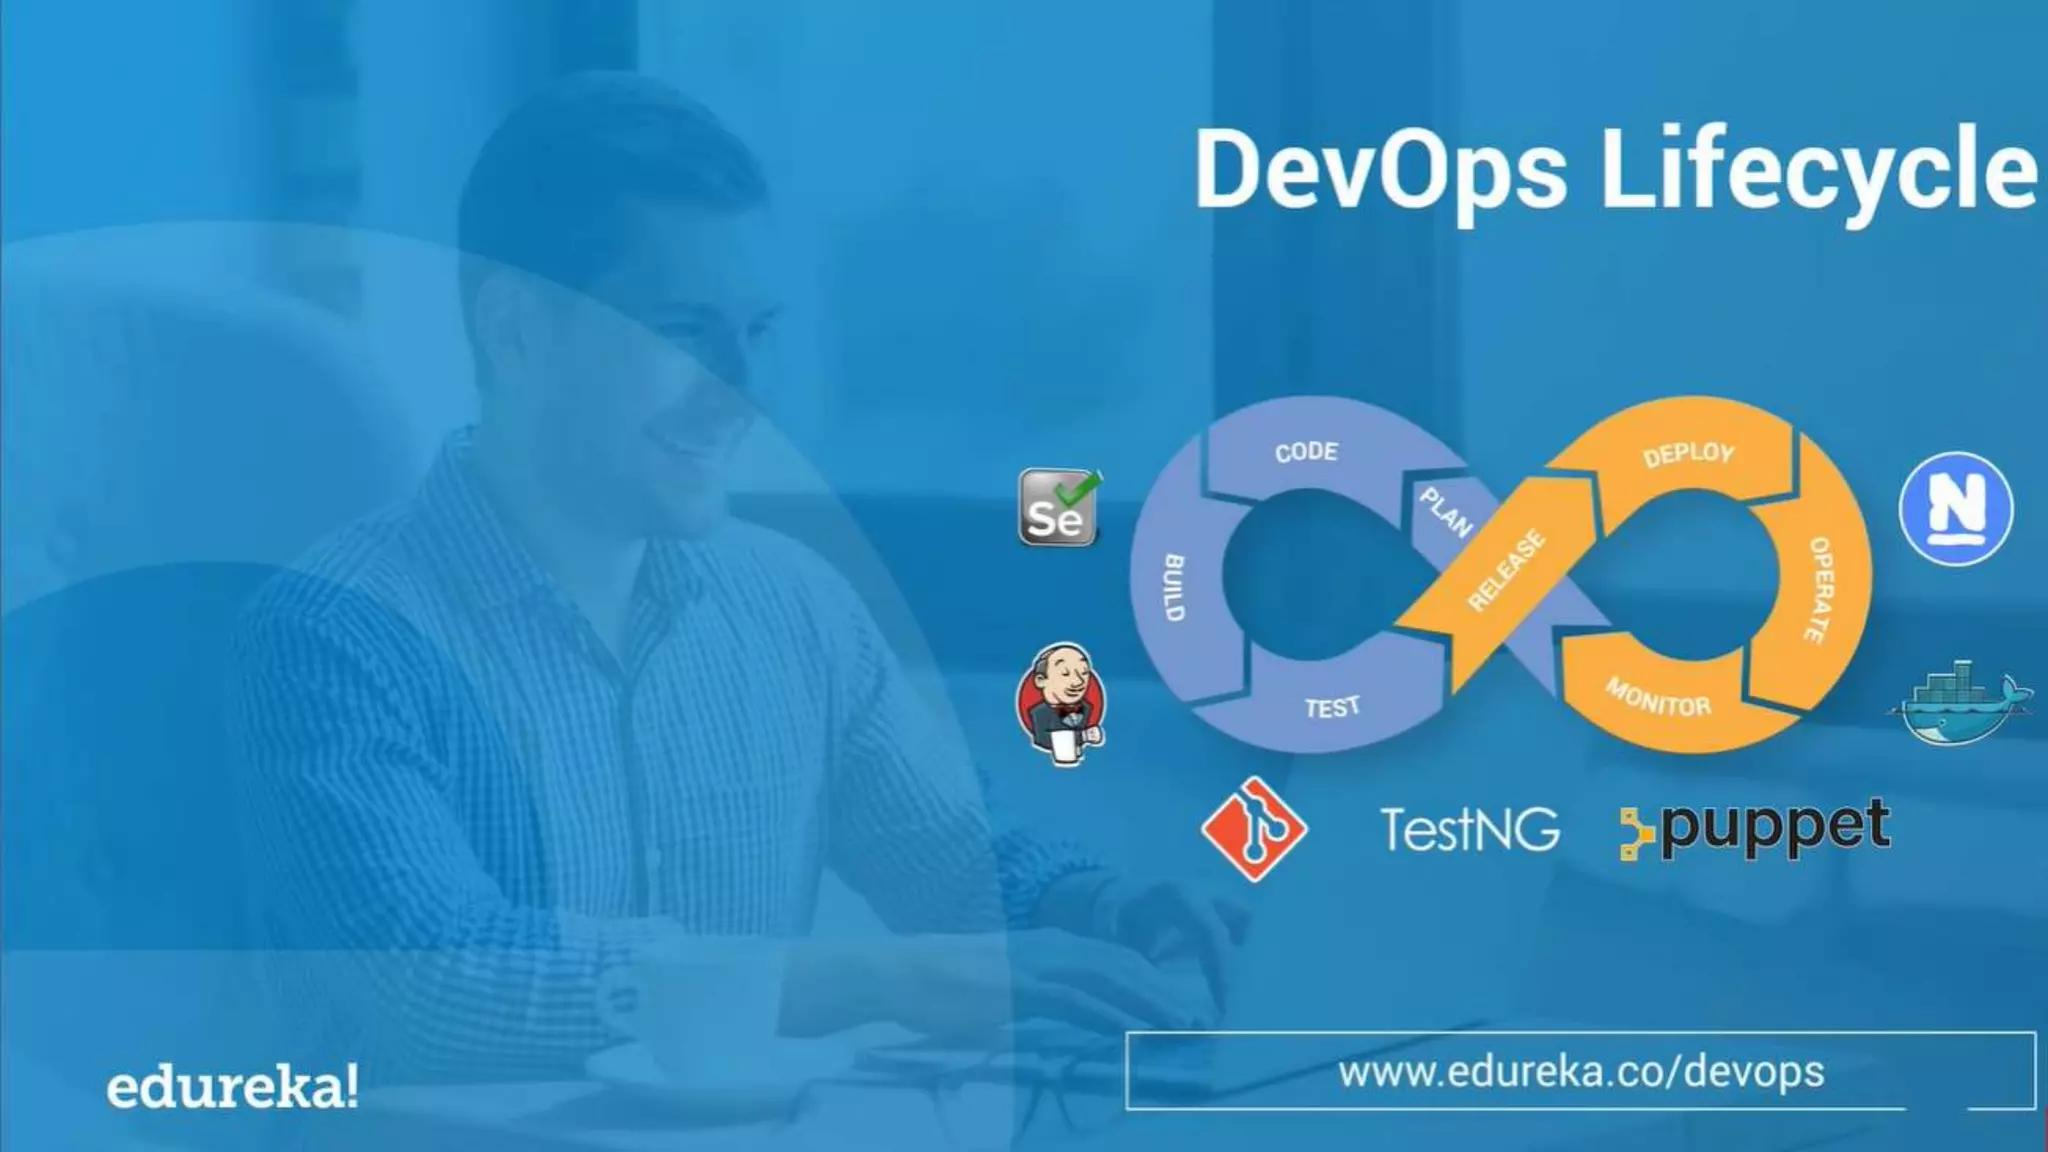 DevOps Lifecycle
CODE
DEPLOY
PLAN
RELEASE
BUILD
OPERATE
TEST
MONITOR
Se
N
TestNG
puppet
edureka!
www.edureka.co/devops